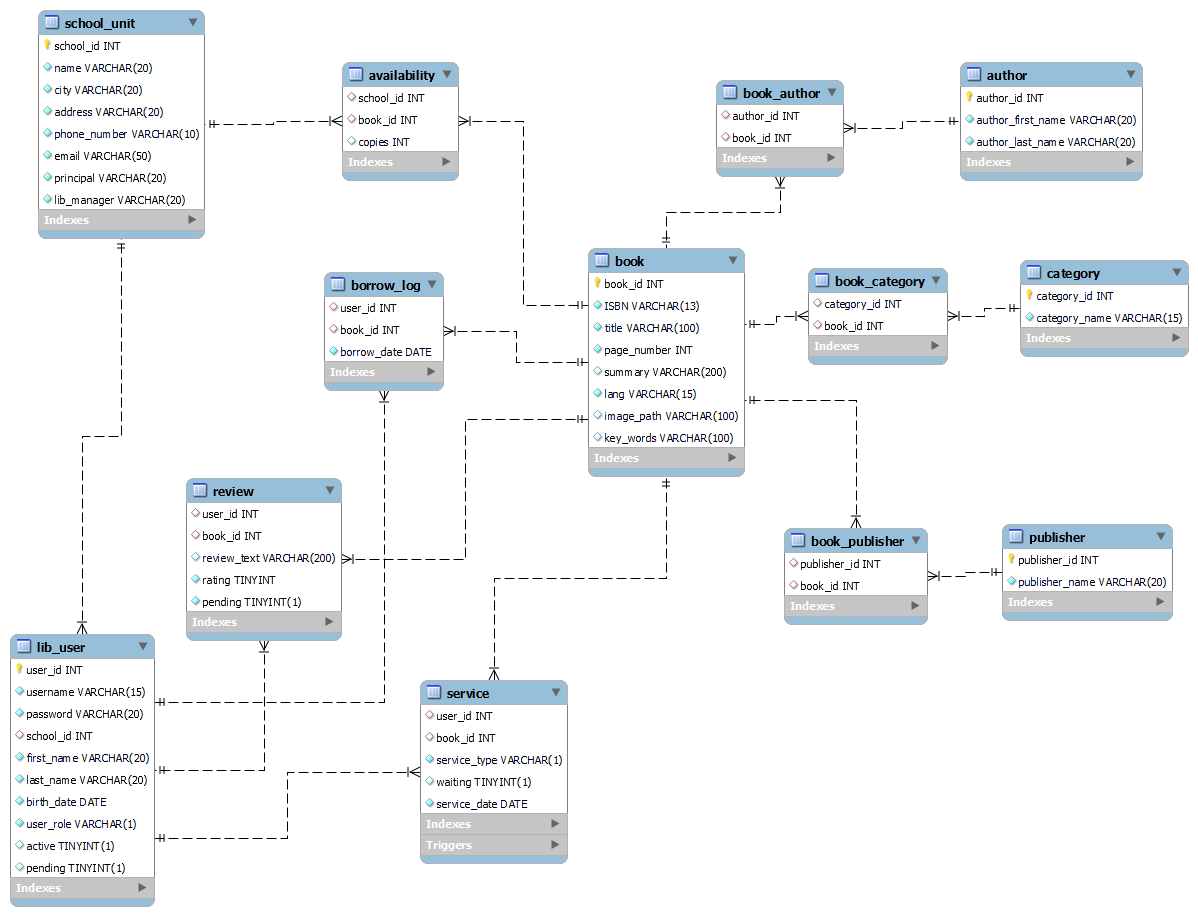 school_unit
school_id INT
name VARCHAR(20)
city VARCHAR(20)
address VARCHAR(20)
phone_number VARCHAR(10)
email VARCHAR(50)
principal VARCHAR(20)
lib_manager VARCHAR(20)
Indexes
availability
school_id INT
book_id INT
copies INT
Indexes
book_author
author_id INT
book_id INT
Indexes
author
author_id INT
author_first_name VARCHAR(20)
author_last_name VARCHAR(20)
Indexes
borrow_log
user_id INT
book_id INT
borrow_date DATE
Indexes
book
book_id INT
ISBN VARCHAR(13)
title VARCHAR(100)
page_number INT
summary VARCHAR(200)
lang VARCHAR(15)
image_path VARCHAR(100)
key_words VARCHAR(100)
Indexes
book_category
category_id INT
book_id INT
Indexes
category
category_id INT
category_name VARCHAR(15)
Indexes
review
user_id INT
book_id INT
review_text VARCHAR(200)
rating TINYINT
pending TINYINT(1)
Indexes
book_publisher
publisher_id INT
book_id INT
Indexes
publisher
publisher_id INT
publisher_name VARCHAR(20)
Indexes
lib_user
user_id INT
username VARCHAR(15)
password VARCHAR(20)
school_id INT
first_name VARCHAR(20)
last_name VARCHAR(20)
birth_date DATE
user_role VARCHAR(1)
active TINYINT(1)
pending TINYINT(1)
Indexes
service
user_id INT
book_id INT
service_type VARCHAR(1)
waiting TINYINT(1)
service_date DATE
Indexes
Triggers